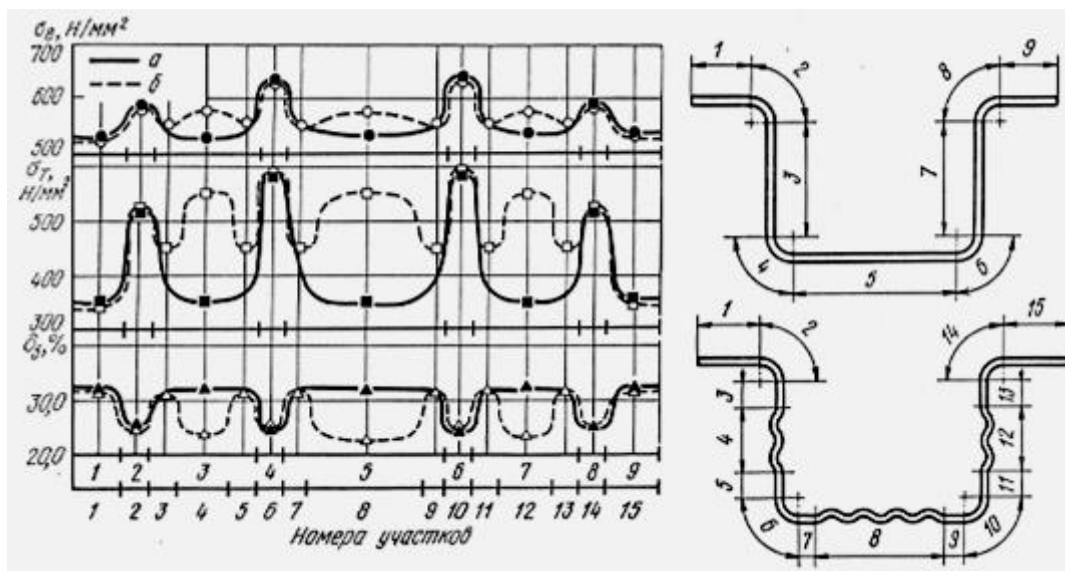 σв, Н/мм²
700
а
б
600
500
σт,
Н/мм²
500
400
300
δ5, %
30,0
20,0
1 2 3 4 5 6 7 8 9
1 2 3 4 5 6 7 8 9 10 11 12 13 14 15
Номера участков
1 2 8 9
3 7
4 5 6
1 2 14 15
3 13
4 12
5 11
6 7 8 9 10